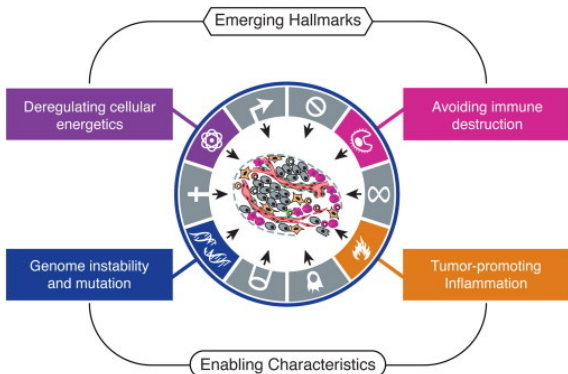 Emerging Hallmarks
Deregulating cellular
energetics
Avoiding immune
destruction
Genome instability
and mutation
Tumor-promoting
Inflammation
Enabling Characteristics